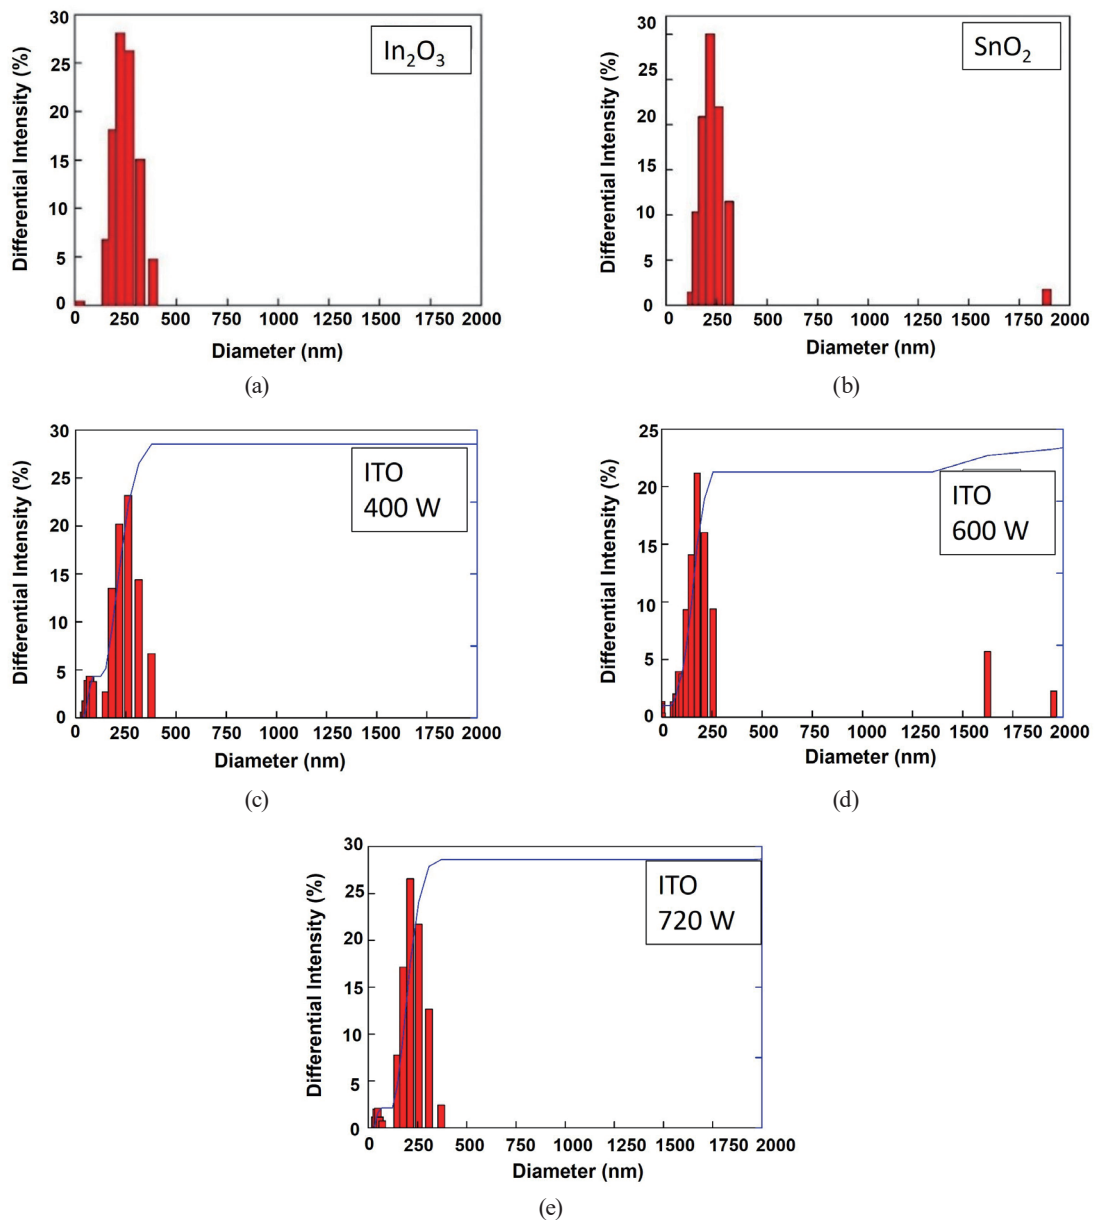 30
25
20
15
10
5
0
Differential Intensity (%)
In₂O₃
0 250 500 750 1000 1250 1500 1750 2000
Diameter (nm)
(a)
30
25
20
15
10
5
0
Differential Intensity (%)
SnO₂
0 250 500 750 1000 1250 1500 1750 2000
Diameter (nm)
(b)
30
25
20
15
10
5
0
Differential Intensity (%)
ITO
400 W
0 250 500 750 1000 1250 1500 1750 2000
Diameter (nm)
(c)
25
20
15
10
5
0
Differential Intensity (%)
ITO
600 W
0 250 500 750 1000 1250 1500 1750 2000
Diameter (nm)
(d)
30
25
20
15
10
5
0
Differential Intensity (%)
ITO
720 W
0 250 500 750 1000 1250 1500 1750 2000
Diameter (nm)
(e)